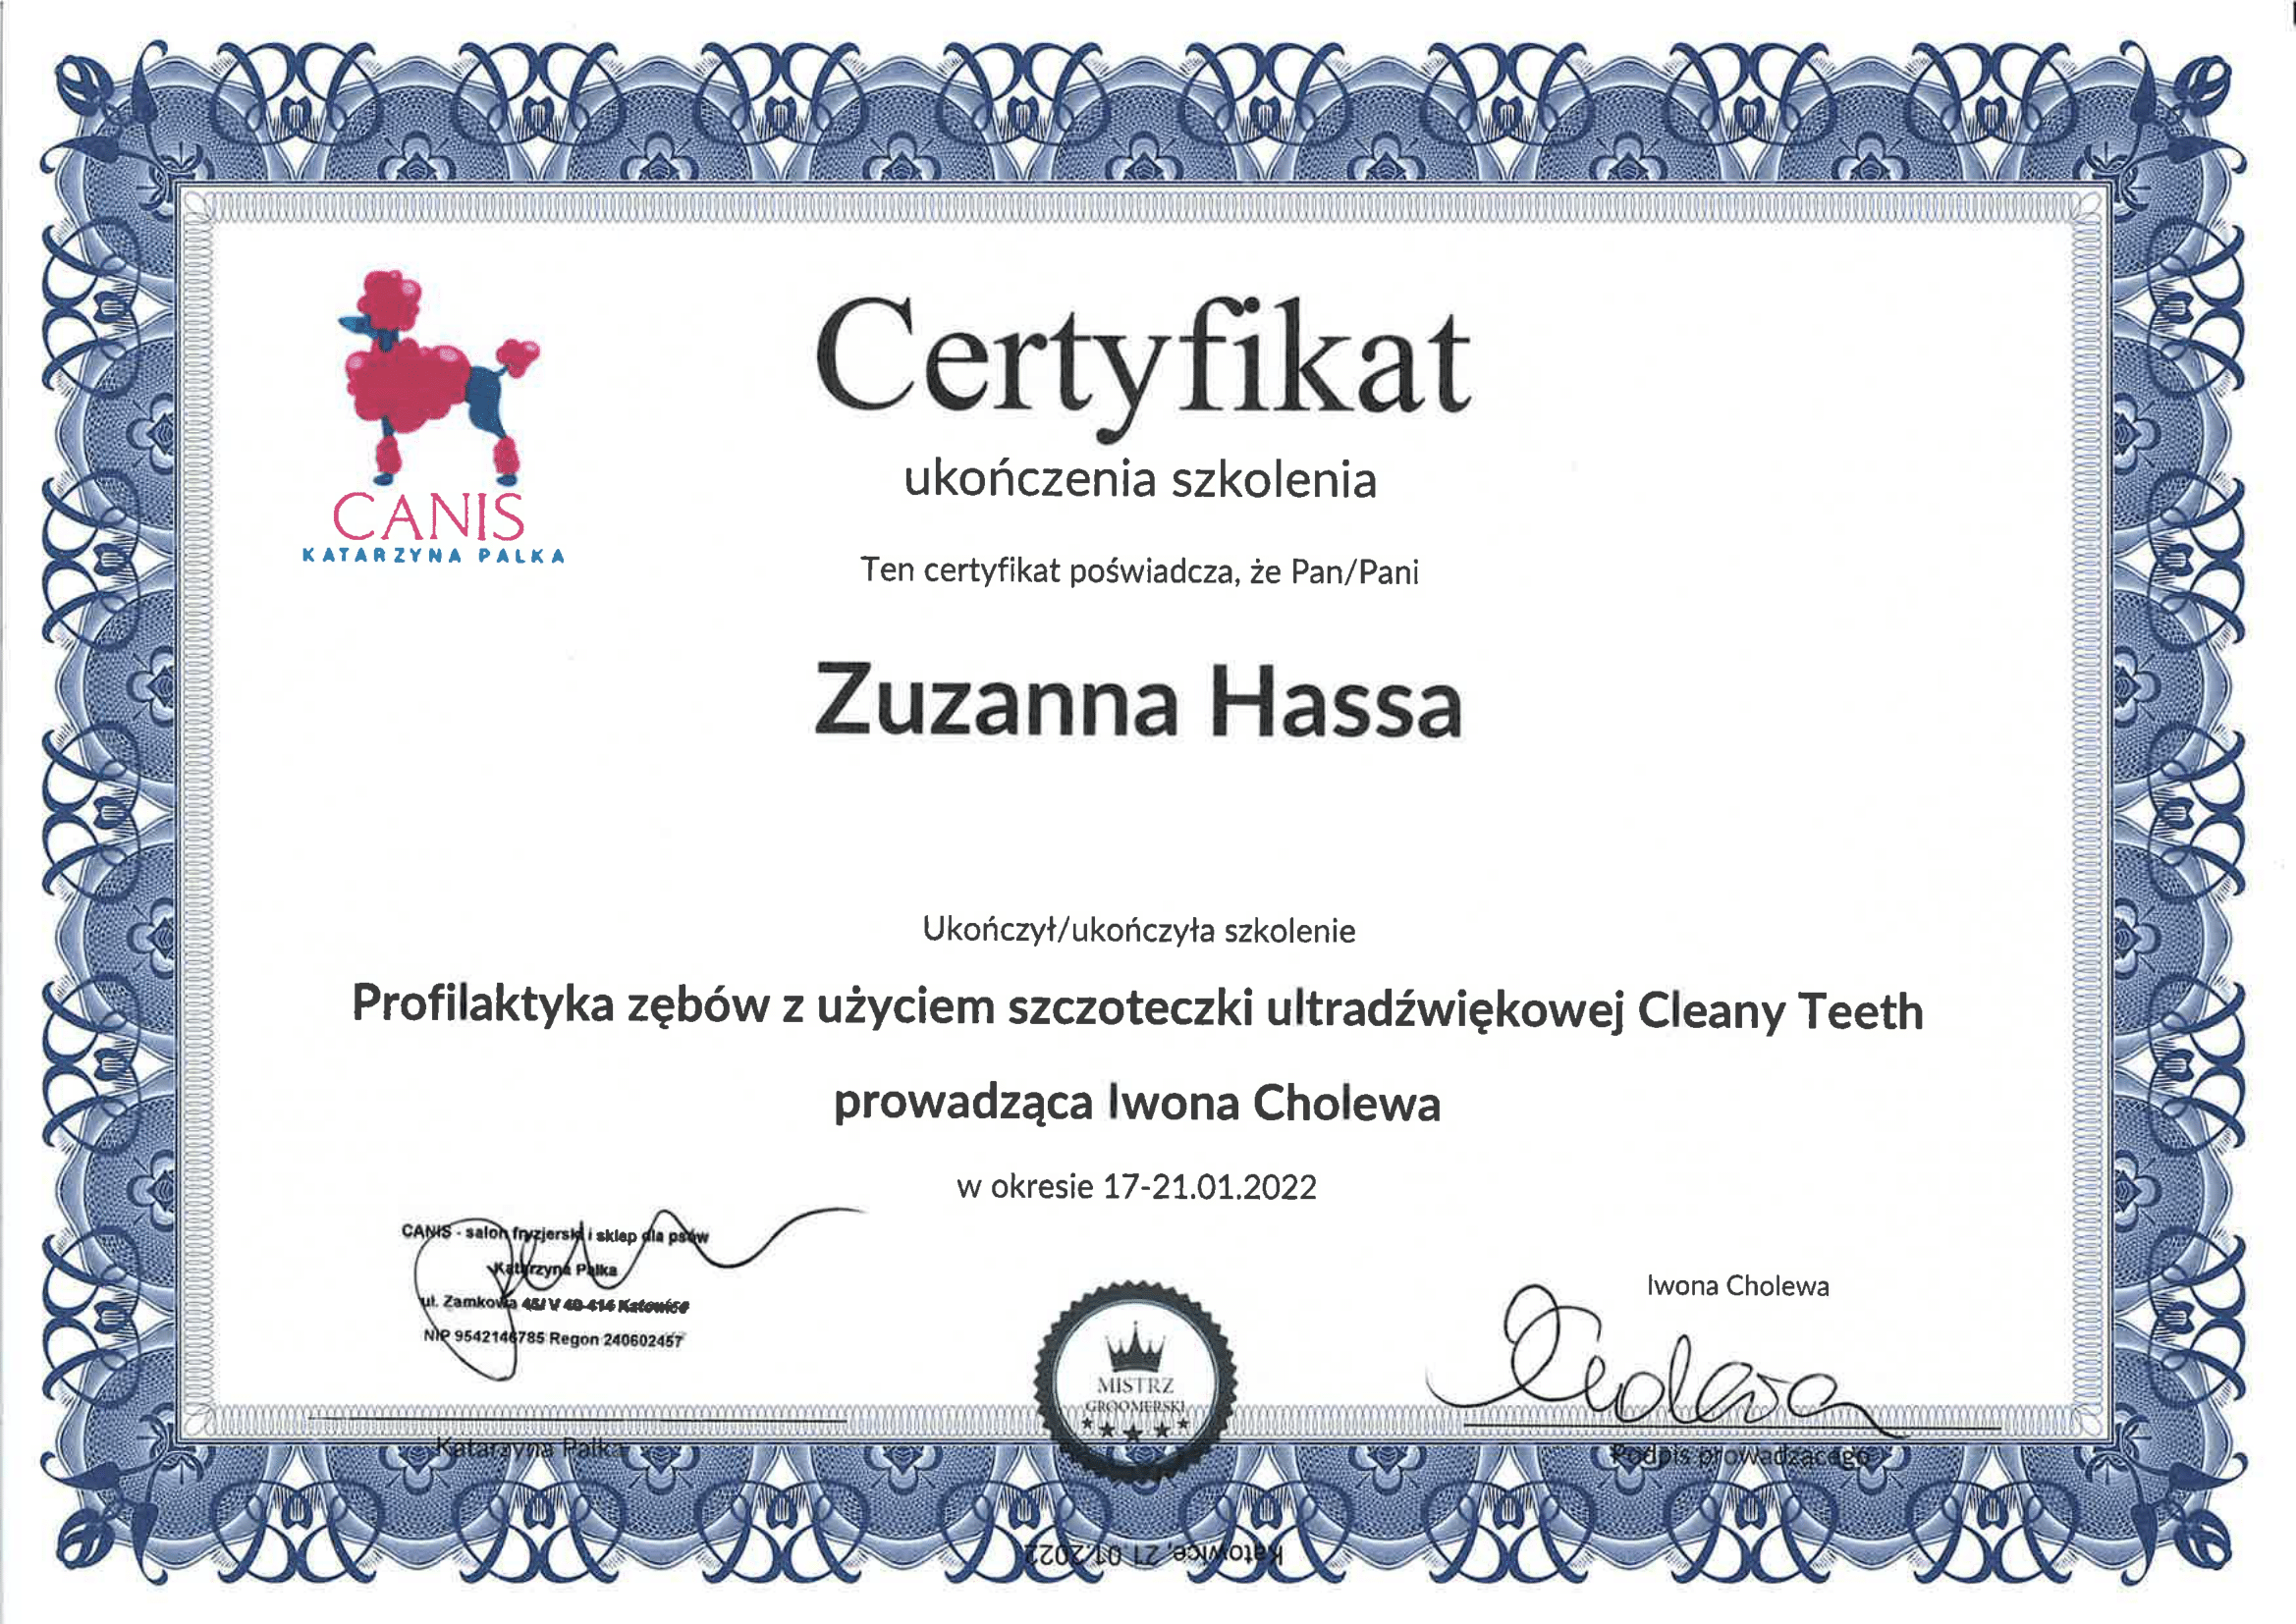 CANIS
KATARZYNA PALKA
Certyfikat
ukończenia szkolenia
Ten certyfikat poświadcza, że Pan/Pani
Zuzanna Hassa
Ukończył/ukończyła szkolenie
Profilaktyka zębów z użyciem szczoteczki ultradźwiękowej Cleany Teeth
prowadząca Iwona Cholewa
w okresie 17-21.01.2022
CANIS - salon fryzjerski i sklep dla psów
Katarzyna Palka
ul. Zamkowa 45/ V 40-414 Katowice
NIP 9542146785 Regon 240602457
Katarzyna Palka
MISTRZ
GROOMERSKI
Iwona Cholewa
Cholewa
Podpis prowadzącego
Katowice, 21.01.2022